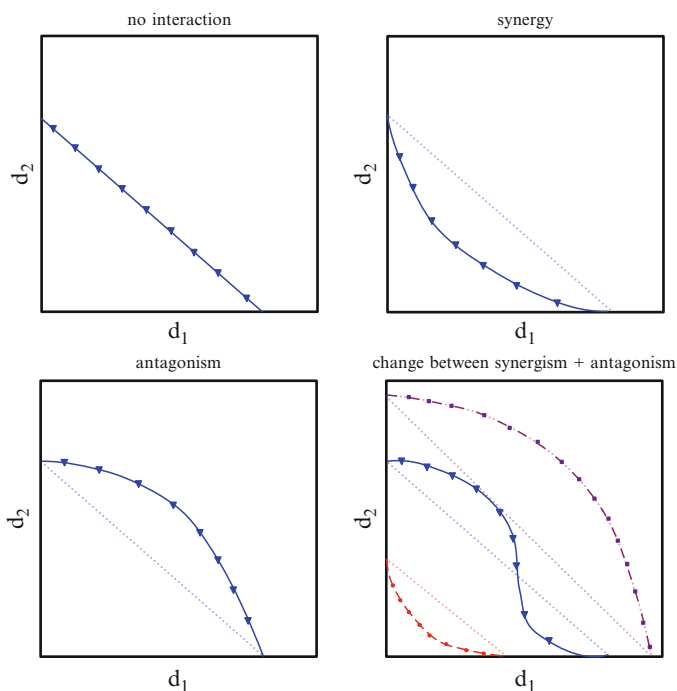 no interaction
synergy
d2
d2
d1
d1
antagonism
change between synergism + antagonism
d2
d2
d1
d1